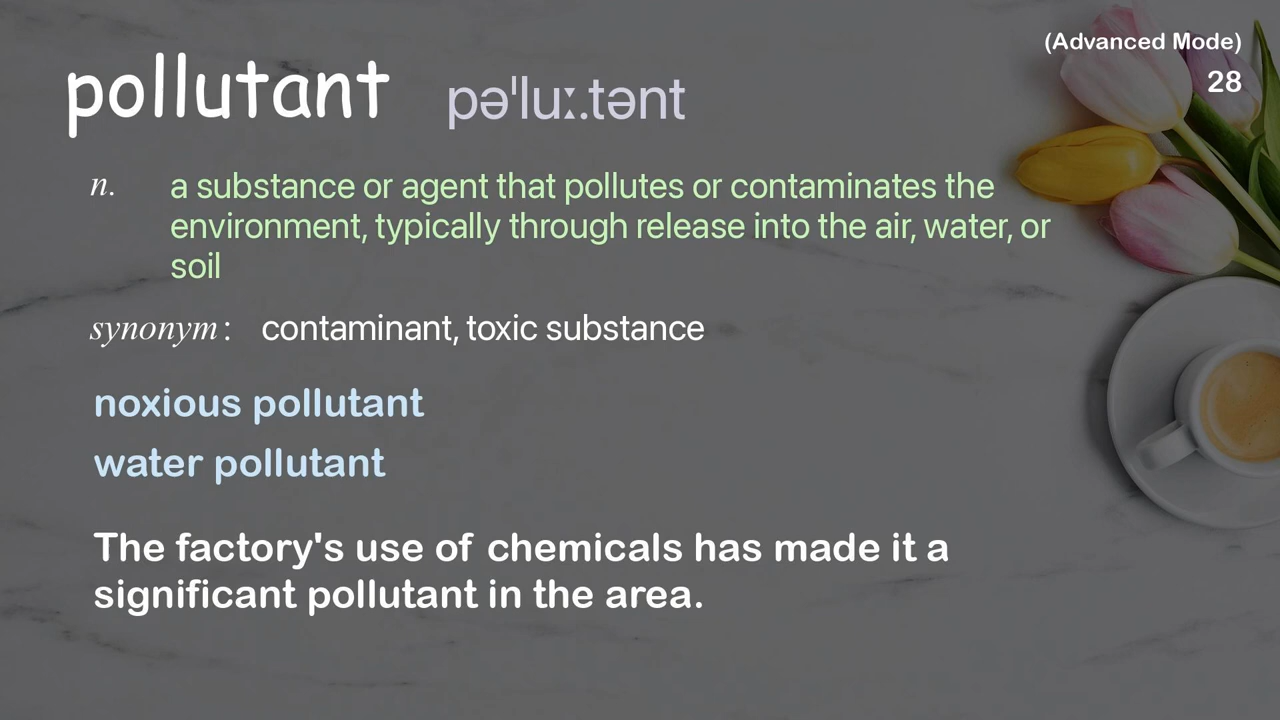 (Advanced Mode)
28
pollutant pəˈluː.tənt
n. a substance or agent that pollutes or contaminates the
environment, typically through release into the air, water, or
soil
synonym: contaminant, toxic substance
noxious pollutant
water pollutant
The factory's use of chemicals has made it a
significant pollutant in the area.